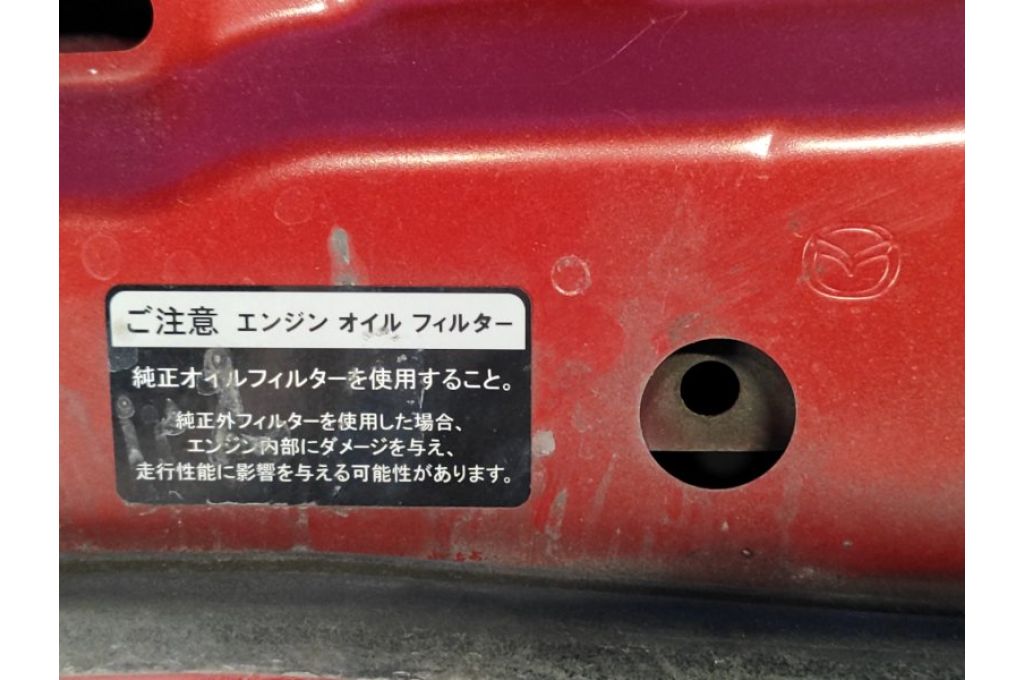 ご注意 エンジン オイル フィルター
純正オイルフィルターを使用すること。
純正外フィルターを使用した場合、
エンジン内部にダメージを与え、
走行性能に影響を与える可能性があります。